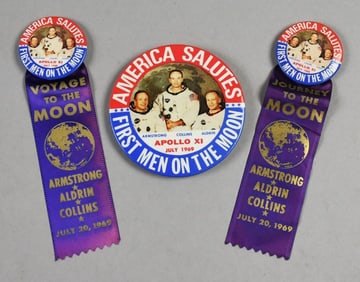 AMERICA SALUTES
APOLLO XI
FIRST MEN ON THE MOON
VOYAGE
TO THE
MOON
ARMSTRONG
ALDRIN
COLLINS
JULY 20, 1969
AMERICA SALUTES
ARMSTRONG COLLINS ALDRIN
APOLLO XI
JULY 1969
FIRST MEN ON THE MOON
AMERICA SALUTES
FIRST MEN ON THE MOON
JOURNEY
TO THE
MOON
ARMSTRONG
ALDRIN
COLLINS
JULY 20, 1969